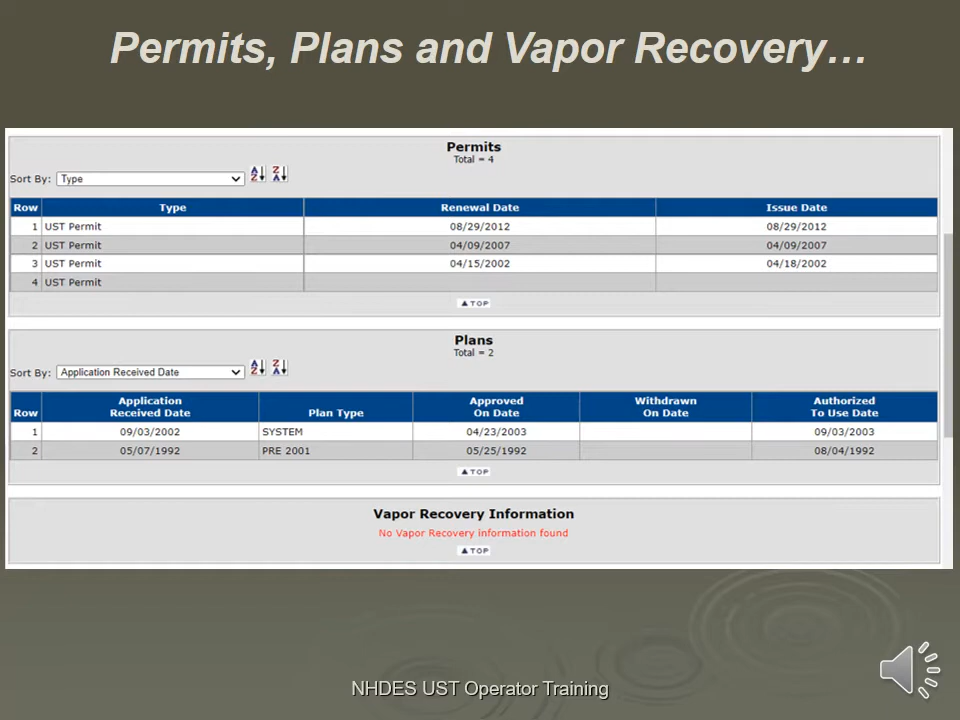 Permits, Plans and Vapor Recovery…
Permits
Total = 4
Sort By: Type
Row Type Renewal Date Issue Date
1 UST Permit 08/29/2012 08/29/2012
2 UST Permit 04/09/2007 04/09/2007
3 UST Permit 04/15/2002 04/18/2002
4 UST Permit
▲TOP
Plans
Total = 2
Sort By: Application Received Date
Row Application Received Date Plan Type Approved On Date Withdrawn On Date Authorized To Use Date
1 09/03/2002 SYSTEM 04/23/2003 09/03/2003
2 05/07/1992 PRE 2001 05/25/1992 08/04/1992
▲TOP
Vapor Recovery Information
No Vapor Recovery information found
▲TOP
NHDES UST Operator Training